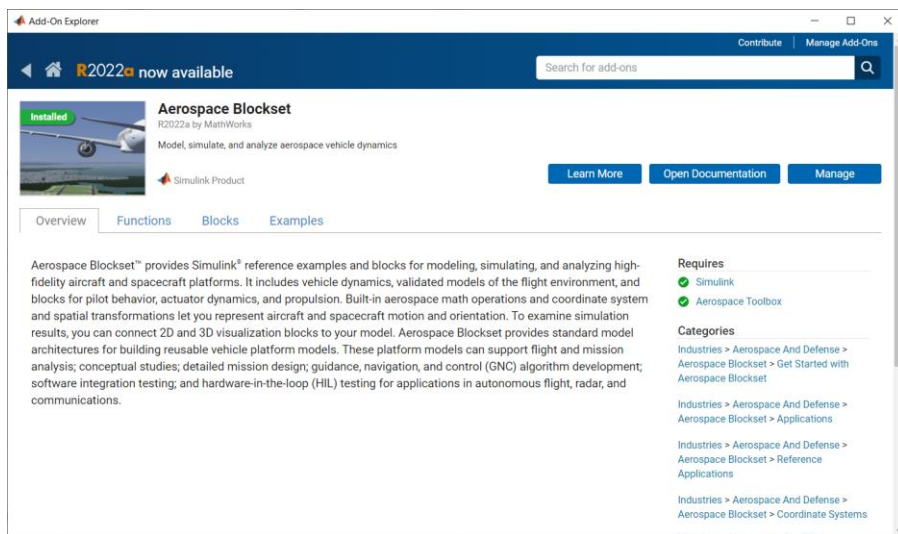 Add-On Explorer
Contribute
Manage Add-Ons
R2022a now available
Search for add-ons
Installed
Aerospace Blockset
R2022a by MathWorks
Model, simulate, and analyze aerospace vehicle dynamics
Simulink Product
Learn More
Open Documentation
Manage
Overview
Functions
Blocks
Examples
Aerospace Blockset™ provides Simulink® reference examples and blocks for modeling, simulating, and analyzing high-
fidelity aircraft and spacecraft platforms. It includes vehicle dynamics, validated models of the flight environment, and
blocks for pilot behavior, actuator dynamics, and propulsion. Built-in aerospace math operations and coordinate system
and spatial transformations let you represent aircraft and spacecraft motion and orientation. To examine simulation
results, you can connect 2D and 3D visualization blocks to your model. Aerospace Blockset provides standard model
architectures for building reusable vehicle platform models. These platform models can support flight and mission
analysis; conceptual studies; detailed mission design; guidance, navigation, and control (GNC) algorithm development;
software integration testing; and hardware-in-the-loop (HIL) testing for applications in autonomous flight, radar, and
communications.
Requires
Simulink
Aerospace Toolbox
Categories
Industries > Aerospace And Defense >
Aerospace Blockset > Get Started with
Aerospace Blockset
Industries > Aerospace And Defense >
Aerospace Blockset > Applications
Industries > Aerospace And Defense >
Aerospace Blockset > Reference
Applications
Industries > Aerospace And Defense >
Aerospace Blockset > Coordinate Systems